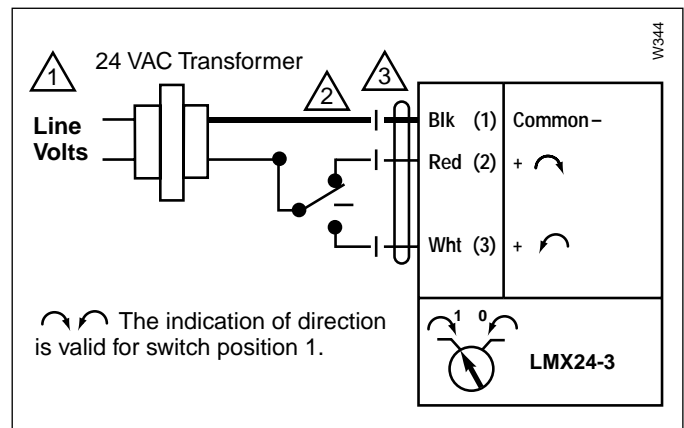 W344
1 24 VAC Transformer 2 3
Line
Volts
Blk (1) Common –
Red (2) +
Wht (3) +
The indication of direction
is valid for switch position 1.
1 0
LMX24-3